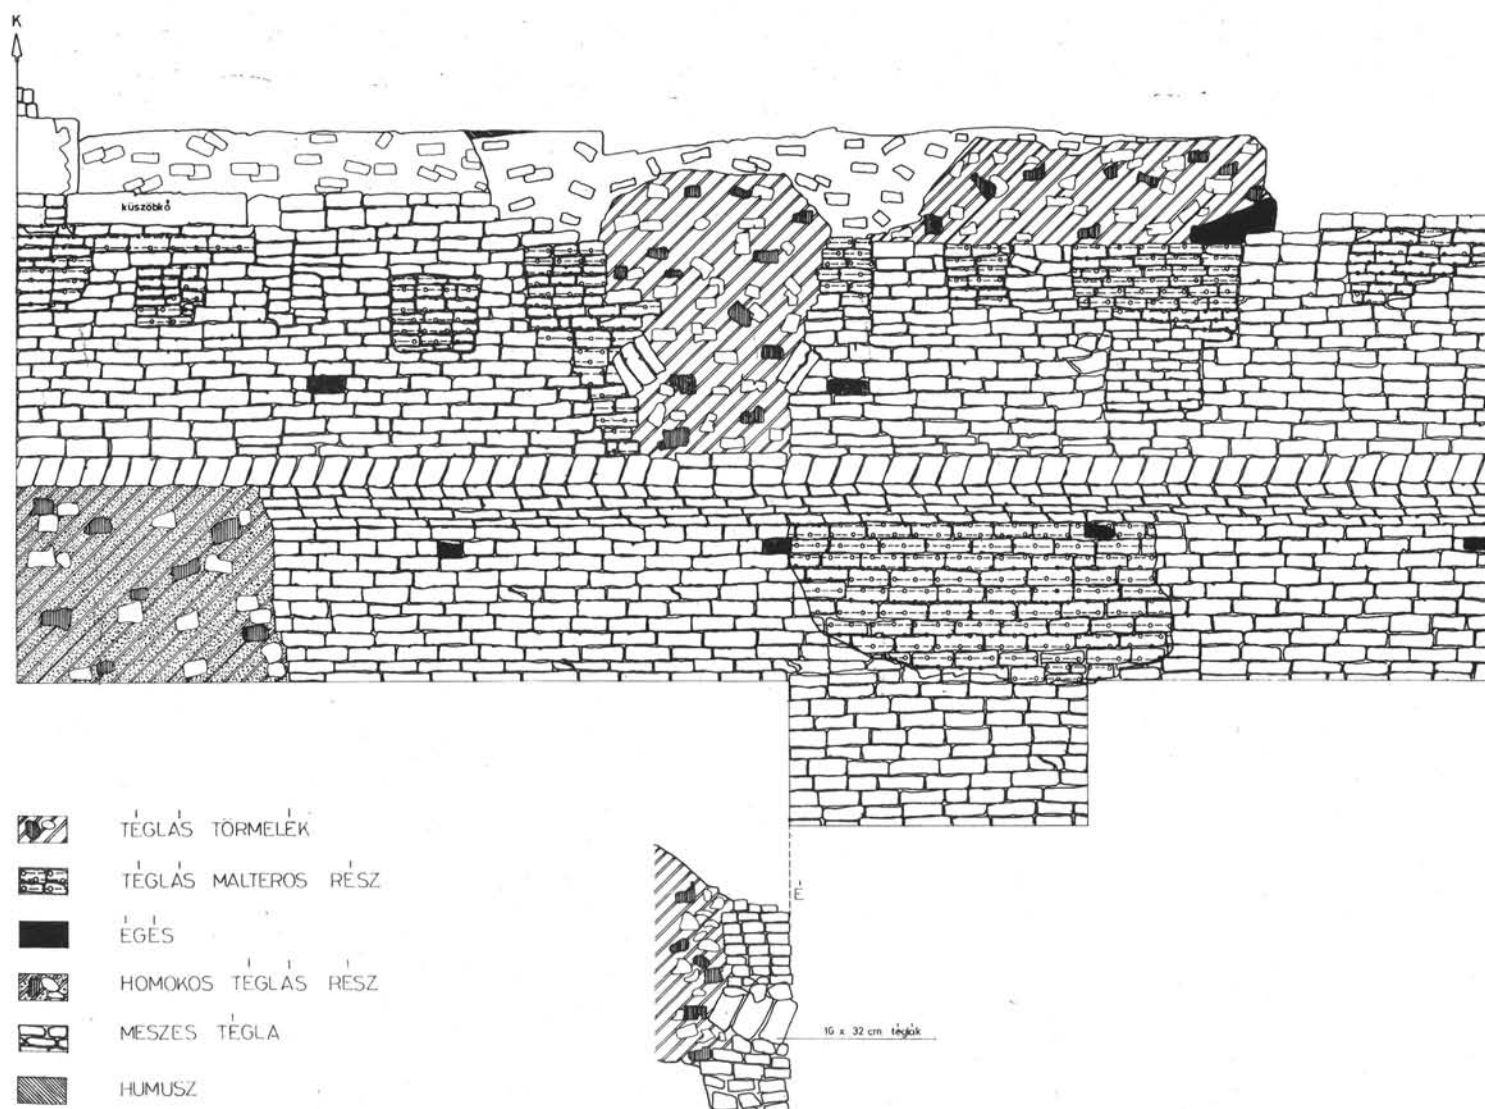 K
küszöbkő
TÉGLÁS TÖRMELÉK
TÉGLÁS MALTEROS RÉSZ
ÉGÉS
HOMOKOS TÉGLÁS RÉSZ
MESZES TÉGLA
HUMUSZ
É
16 x 32 cm téglák